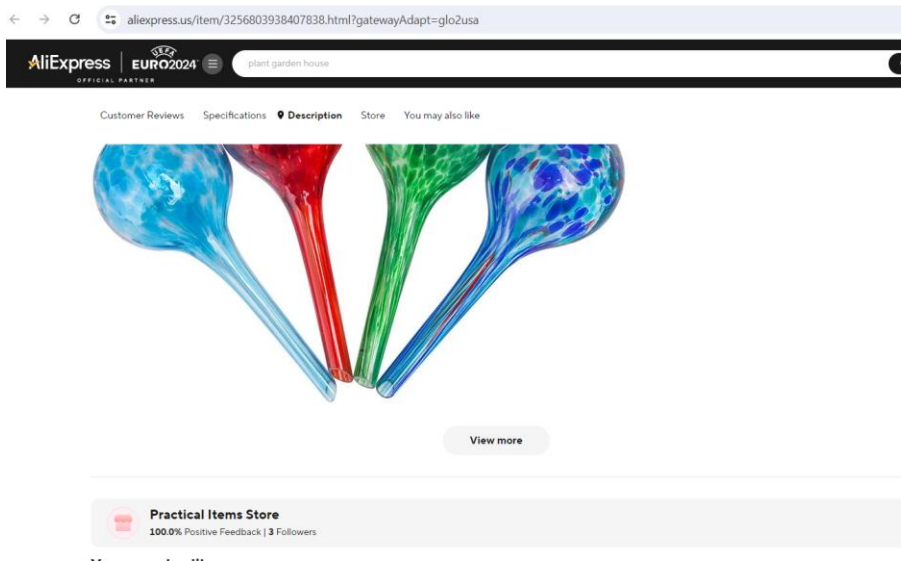 aliexpress.us/item/3256803938407838.html?gatewayAdapt=glo2usa
AliExpress
UEFA
EURO2024
OFFICIAL PARTNER
plant garden house
Customer Reviews Specifications Description Store You may also like
View more
Practical Items Store
100.0% Positive Feedback | 3 Followers